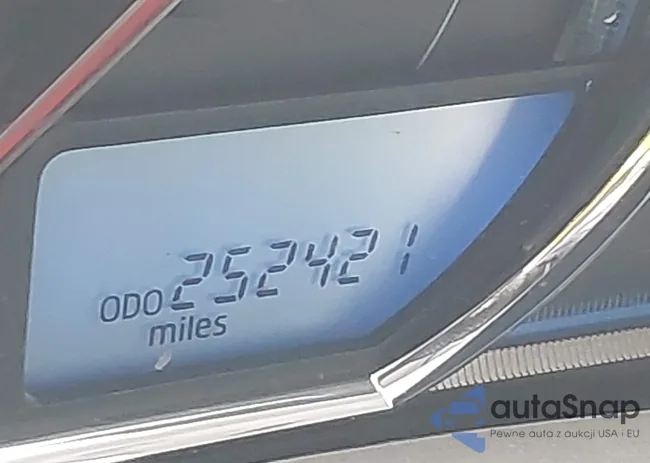 ODO 252421
miles
autaSnap
Pewne auta z aukcji USA i EU